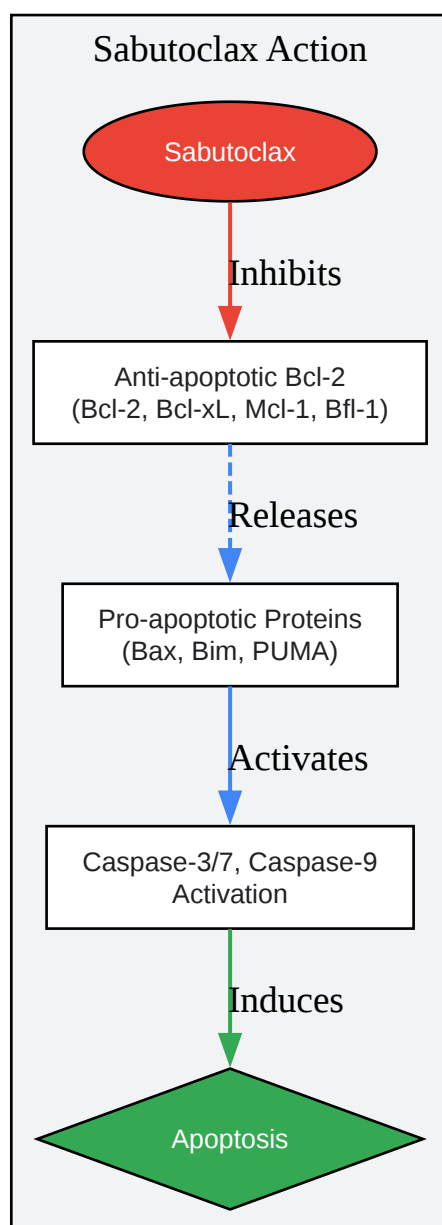 Sabutoclax Action
Sabutoclax
Inhibits
Anti-apoptotic Bcl-2
(Bcl-2, Bcl-xL, Mcl-1, Bfl-1)
Releases
Pro-apoptotic Proteins
(Bax, Bim, PUMA)
Activates
Caspase-3/7, Caspase-9
Activation
Induces
Apoptosis